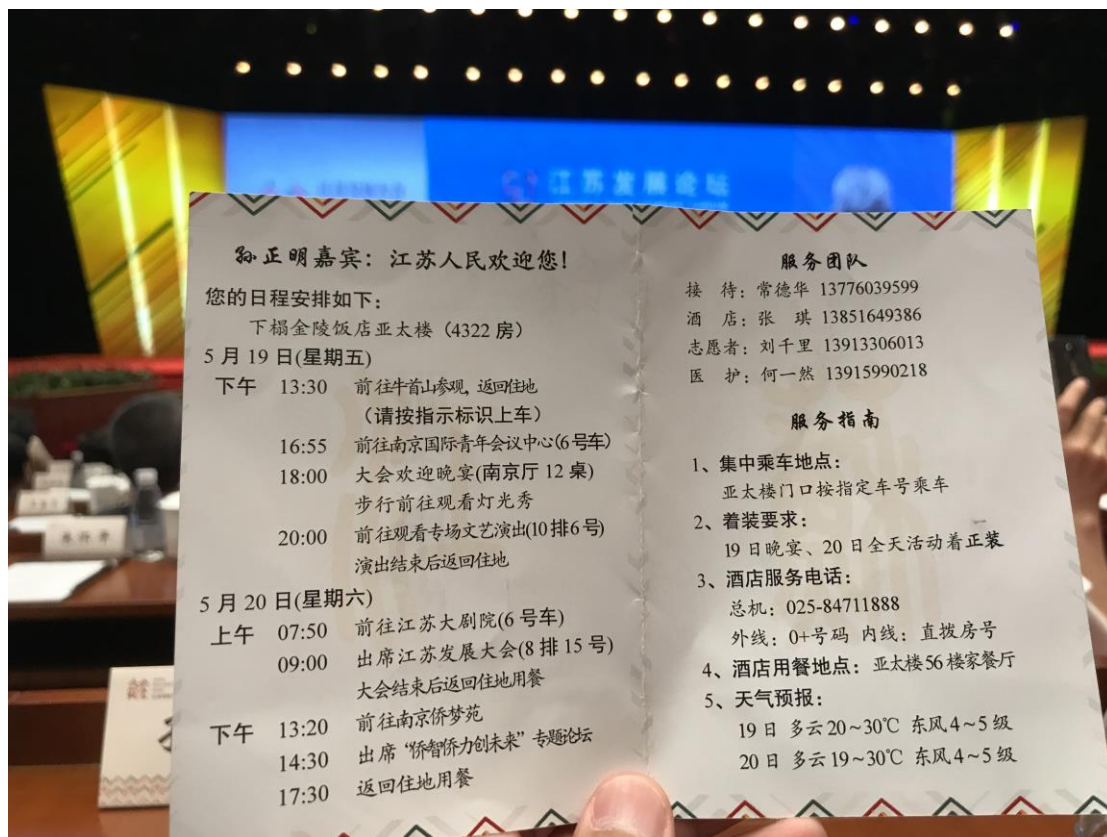 江苏发展论坛
孙正明嘉宾：江苏人民欢迎您！
您的日程安排如下：
下榻金陵饭店亚太楼（4322 房）
5 月 19 日(星期五)
下午 13:30 前往牛首山参观，返回住地
（请按指示标识上车）
16:55 前往南京国际青年会议中心(6号车)
18:00 大会欢迎晚宴(南京厅 12 桌)
步行前往观看灯光秀
20:00 前往观看专场文艺演出(10排6号)
演出结束后返回住地
5 月 20 日(星期六)
上午 07:50 前往江苏大剧院(6 号车)
09:00 出席江苏发展大会(8 排 15 号)
大会结束后返回住地用餐
下午 13:20 前往南京侨梦苑
14:30 出席“侨智侨力创未来”专题论坛
17:30 返回住地用餐
服务团队
接 待：常德华 13776039599
酒 店：张 琪 13851649386
志愿者：刘千里 13913306013
医 护：何一然 13915990218
服务指南
1、集中乘车地点：
亚太楼门口按指定车号乘车
2、着装要求：
19 日晚宴、20 日全天活动着正装
3、酒店服务电话：
总机：025-84711888
外线：0+号码 内线：直拨房号
4、酒店用餐地点：亚太楼56楼家餐厅
5、天气预报：
19 日 多云20～30℃ 东风4～5 级
20 日 多云19～30℃ 东风4～5 级